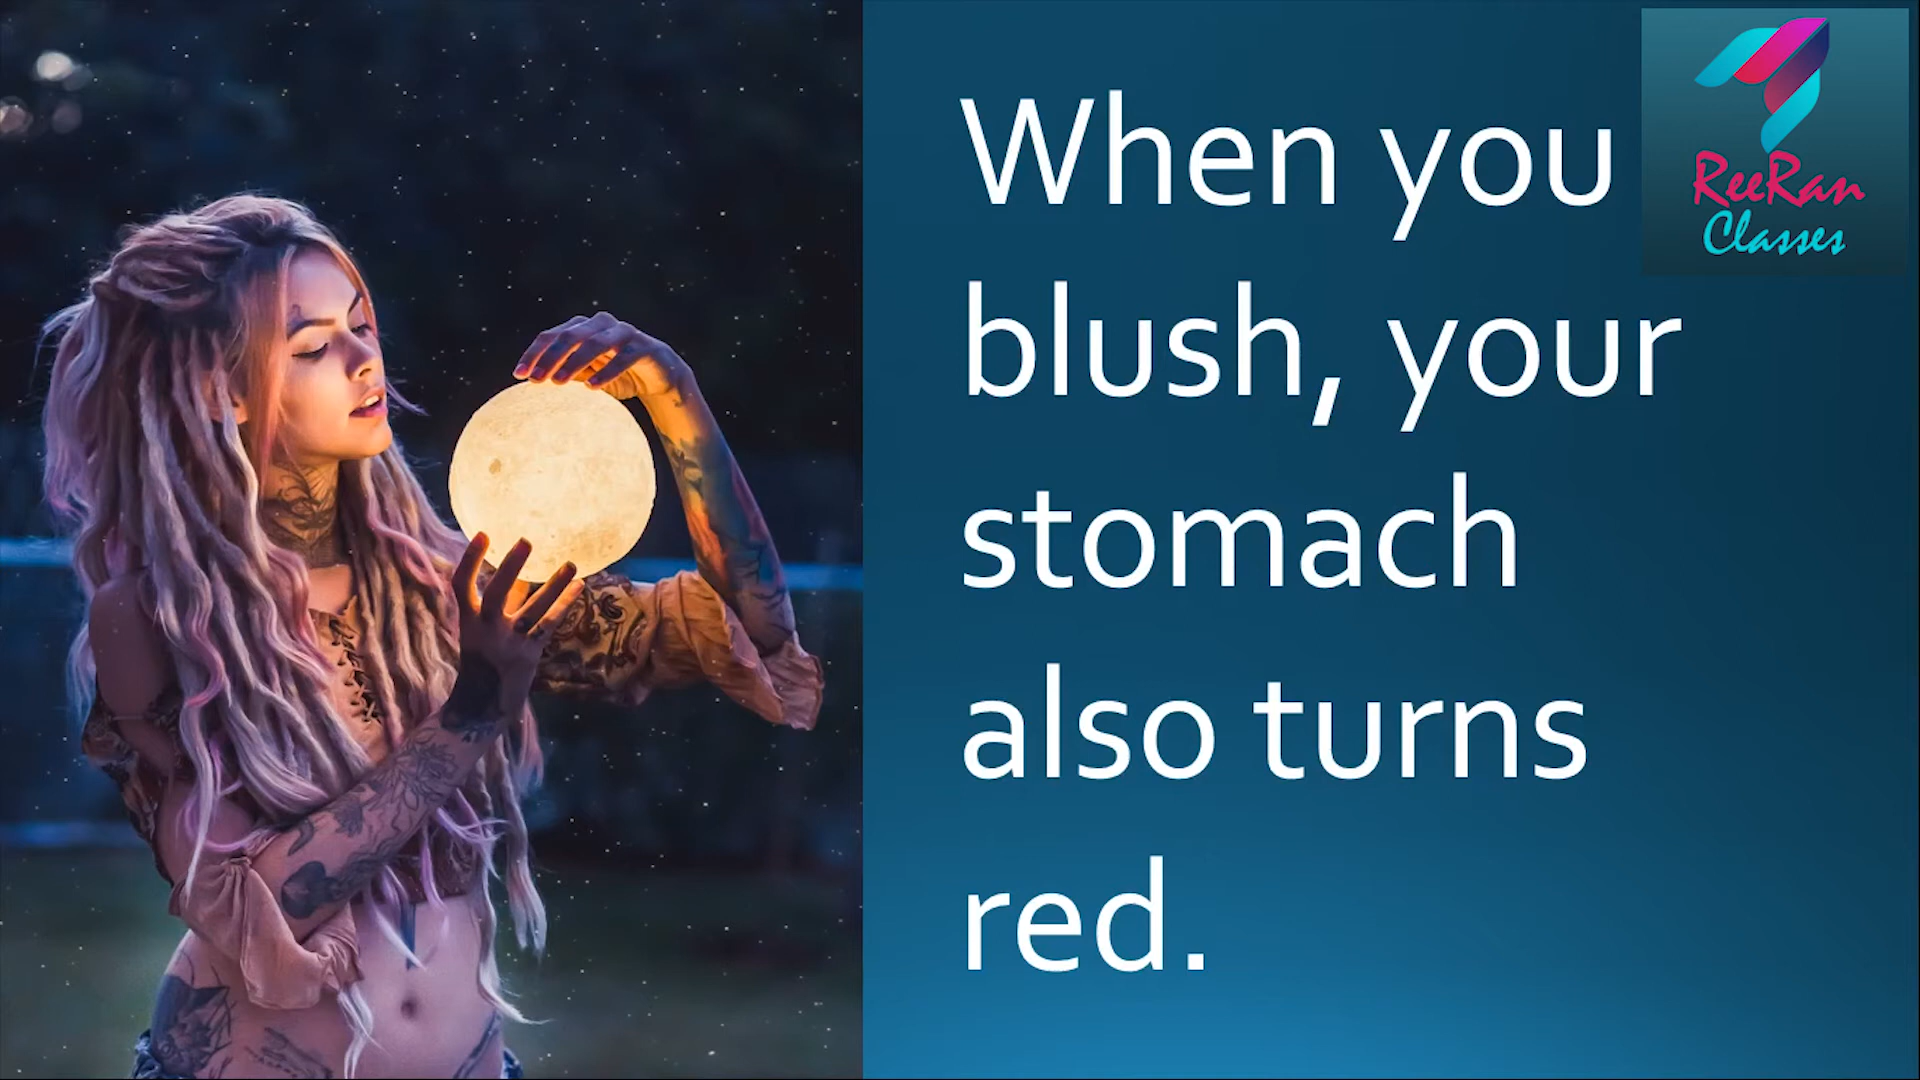 When you
blush, your
stomach
also turns
red.
ReeRan
Classes